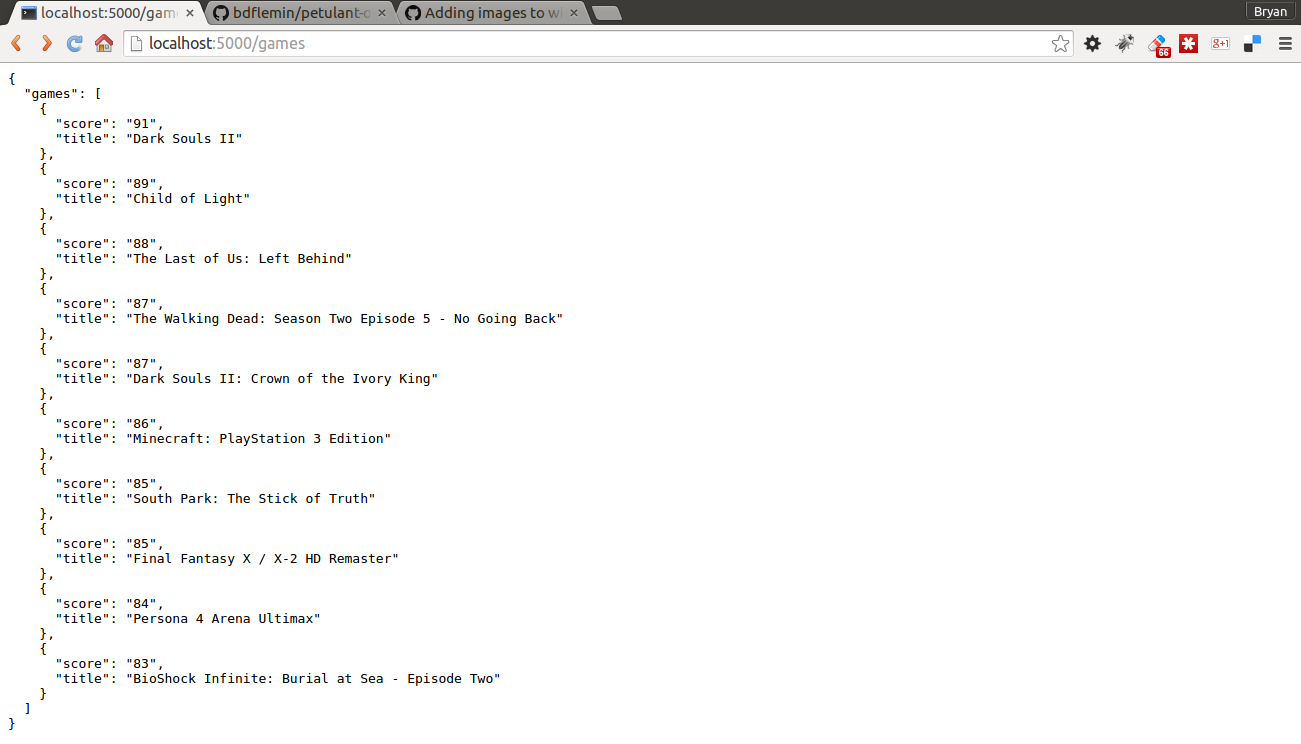 localhost:5000/gam
bdflemin/petulant-
Adding images to w
Bryan
localhost:5000/games
66
g+1
{
  "games": [
    {
      "score": "91",
      "title": "Dark Souls II"
    },
    {
      "score": "89",
      "title": "Child of Light"
    },
    {
      "score": "88",
      "title": "The Last of Us: Left Behind"
    },
    {
      "score": "87",
      "title": "The Walking Dead: Season Two Episode 5 - No Going Back"
    },
    {
      "score": "87",
      "title": "Dark Souls II: Crown of the Ivory King"
    },
    {
      "score": "86",
      "title": "Minecraft: PlayStation 3 Edition"
    },
    {
      "score": "85",
      "title": "South Park: The Stick of Truth"
    },
    {
      "score": "85",
      "title": "Final Fantasy X / X-2 HD Remaster"
    },
    {
      "score": "84",
      "title": "Persona 4 Arena Ultimax"
    },
    {
      "score": "83",
      "title": "BioShock Infinite: Burial at Sea - Episode Two"
    }
  ]
}